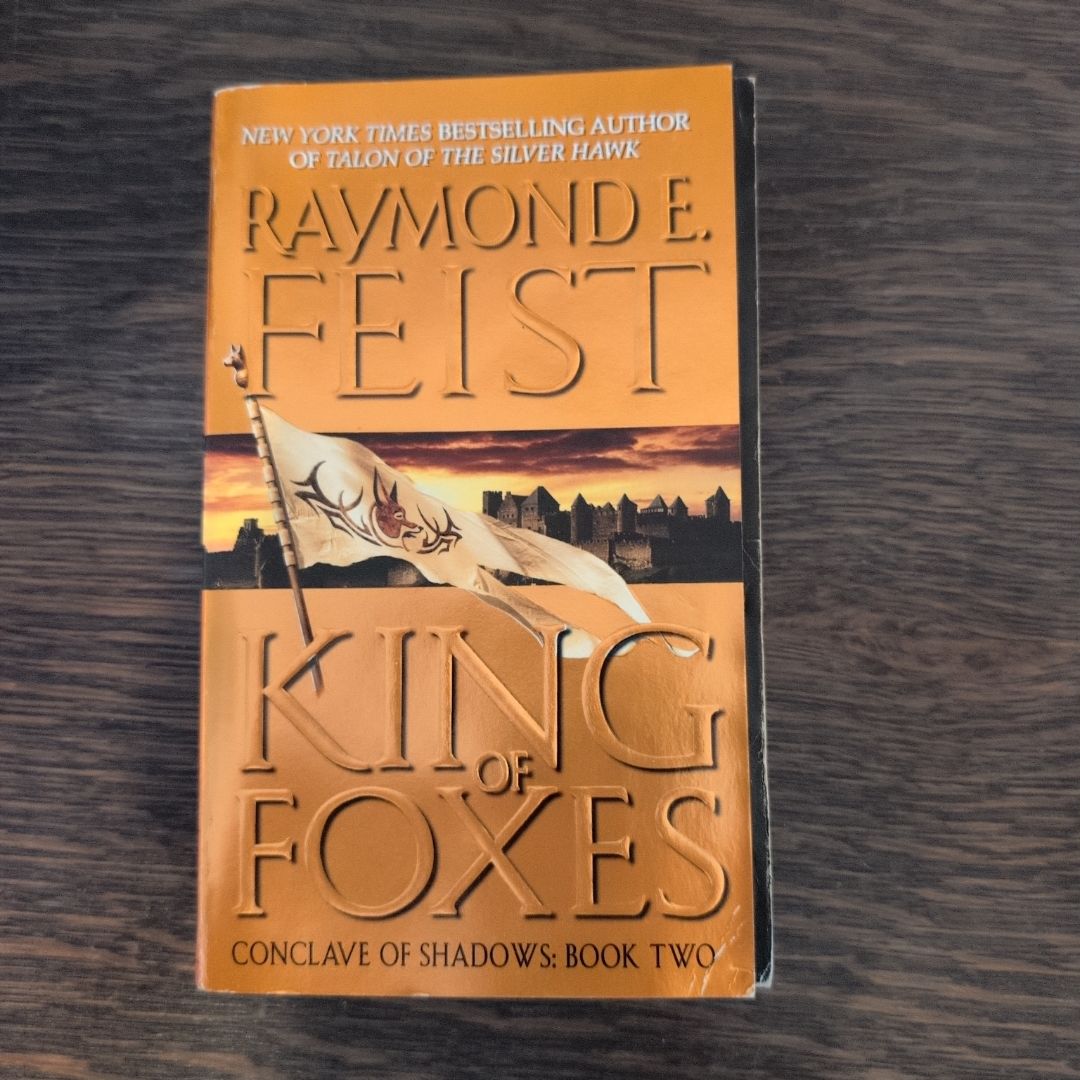 NEW YORK TIMES BESTSELLING AUTHOR
OF TALON OF THE SILVER HAWK
RAYMOND E.
FEIST
KING
OF
FOXES
CONCLAVE OF SHADOWS: BOOK TWO